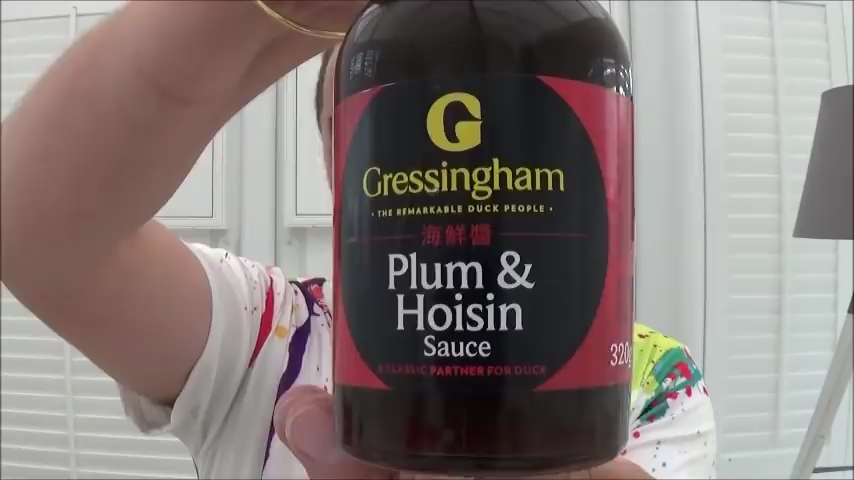 G
Gressingham
· THE REMARKABLE DUCK PEOPLE ·
海鮮醬
Plum &
Hoisin
Sauce
320g
A CLASSIC PARTNER FOR DUCK